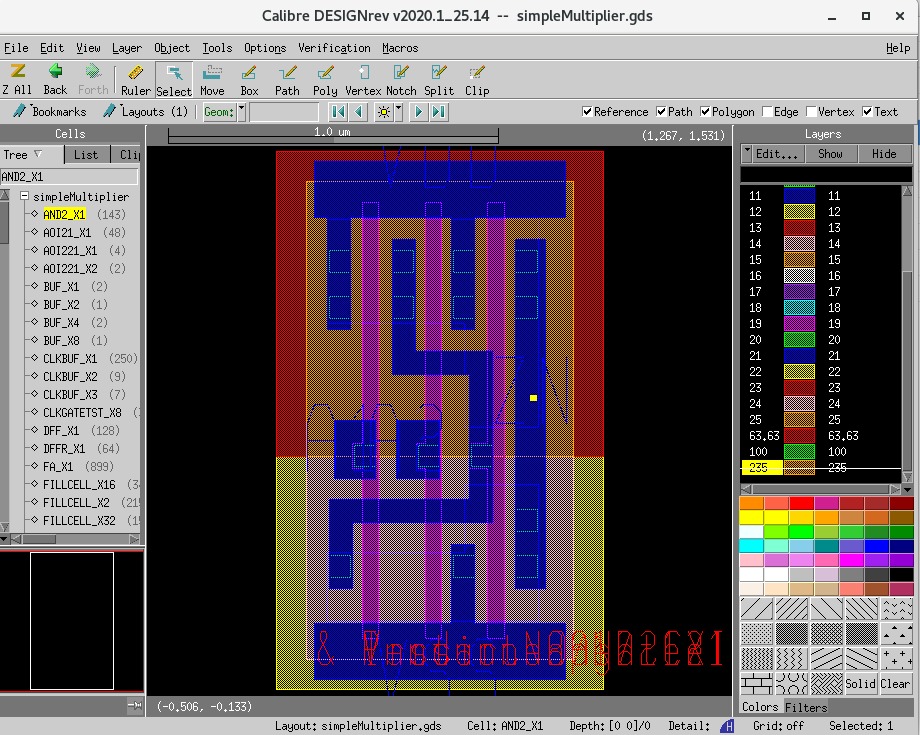 Calibre DESIGNrev v2020.1_25.14 -- simpleMultiplier.gds
File Edit View Layer Object Tools Options Verification Macros Help
Z All Back Forth Ruler Select Move Box Path Poly Vertex Notch Split Clip
Bookmarks Layouts (1) Geom: Reference Path Polygon Edge Vertex Text
Cells
1.0 um
(1.267, 1.531)
Layers
Tree List Cli
Edit... Show Hide
AND2_X1
simpleMultiplier
AND2_X1 (143)
AOI21_X1 (48)
AOI221_X1 (4)
AOI221_X2 (2)
BUF_X1 (2)
BUF_X2 (1)
BUF_X4 (2)
BUF_X8 (1)
CLKBUF_X1 (250)
CLKBUF_X2 (9)
CLKBUF_X3 (7)
CLKGATETST_X8 (
DFF_X1 (128)
DFFR_X1 (64)
FA_X1 (899)
FILLCELL_X16 (3
FILLCELL_X2 (21
FILLCELL_X32 (1
11 11
12 12
13 13
14 14
15 15
16 16
17 17
18 18
19 19
20 20
21 21
22 22
23 23
24 24
25 25
63.63 63.63
100 100
235 235
Solid Clear
Colors Filters
(-0.506, -0.133)
Layout: simpleMultiplier.gds Cell: AND2_X1 Depth: [0 0]/0 Detail: H Grid: off Selected: 1